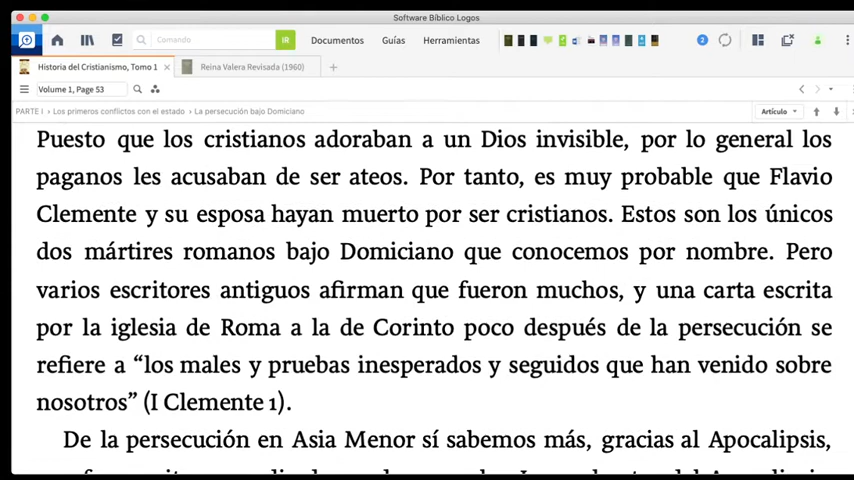 Software Bíblico Logos
Comando
IR
Documentos
Guías
Herramientas
2
Historia del Cristianismo, Tomo 1
Reina Valera Revisada (1960)
Volume 1, Page 53
PARTE I › Los primeros conflictos con el estado › La persecución bajo Domiciano
Artículo
Puesto que los cristianos adoraban a un Dios invisible, por lo general los
paganos les acusaban de ser ateos. Por tanto, es muy probable que Flavio
Clemente y su esposa hayan muerto por ser cristianos. Estos son los únicos
dos mártires romanos bajo Domiciano que conocemos por nombre. Pero
varios escritores antiguos afirman que fueron muchos, y una carta escrita
por la iglesia de Roma a la de Corinto poco después de la persecución se
refiere a “los males y pruebas inesperados y seguidos que han venido sobre
nosotros” (I Clemente 1).
De la persecución en Asia Menor sí sabemos más, gracias al Apocalipsis,